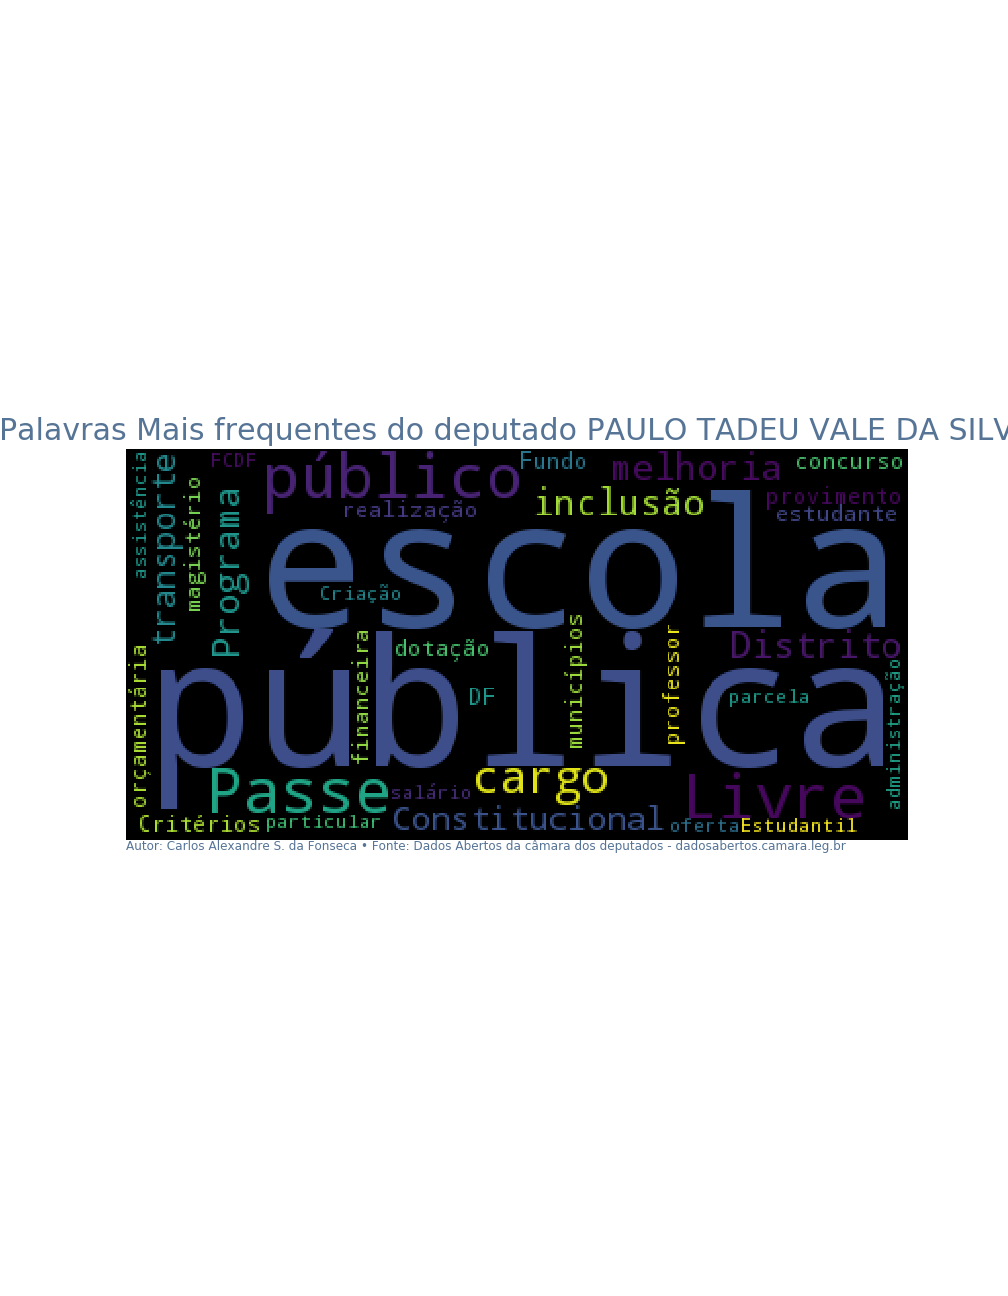 Palavras Mais frequentes do deputado PAULO TADEU VALE DA SILV
assistência
transporte
magistério
FCDF
Programa
público
realização
Fundo
inclusão
melhoria
concurso
provimento
estudante
escola
Criação
pública
orçamentária
financeira
dotação
DF
municípios
professor
Distrito
parcela
administração
Passe
salário
cargo
Livre
Critérios
particular
Constitucional
oferta
Estudantil
Autor: Carlos Alexandre S. da Fonseca • Fonte: Dados Abertos da câmara dos deputados - dadosabertos.camara.leg.br